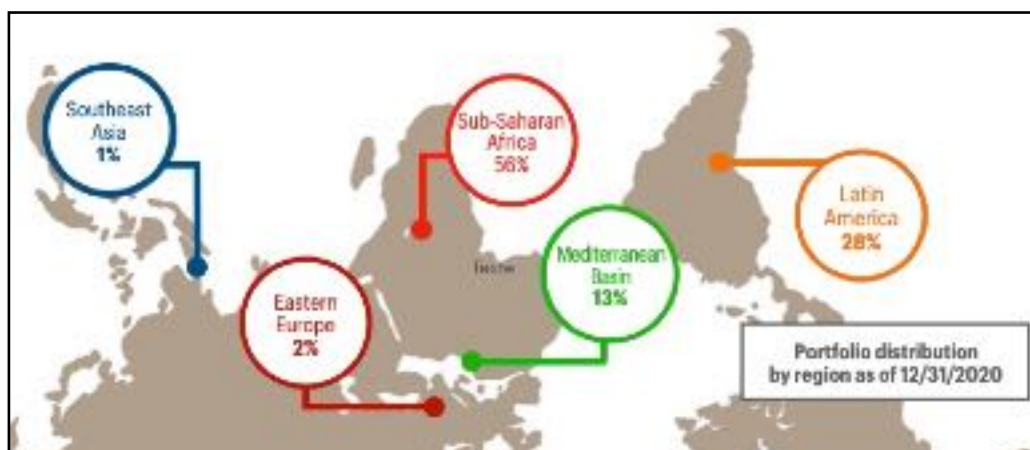 Southeast
Asia
1%
Sub-Saharan
Africa
56%
Latin
America
28%
Mediterranean
Basin
13%
Eastern
Europe
2%
Portfolio distribution
by region as of 12/31/2020